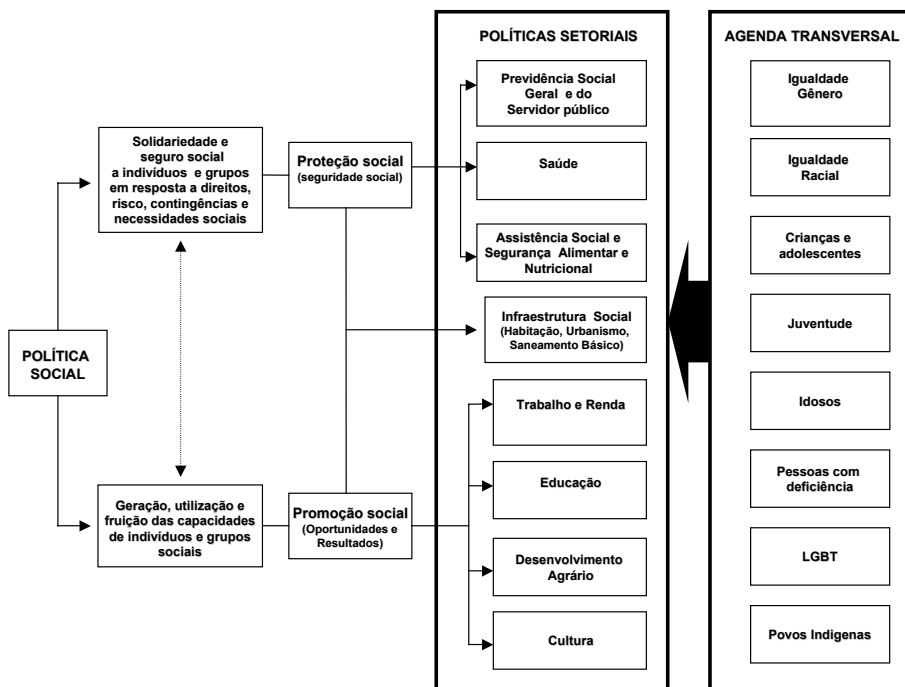 POLÍTICA
SOCIAL
Solidariedade e
seguro social
a indivíduos e grupos
em resposta a direitos,
risco, contingências e
necessidades sociais
Geração, utilização e
fruição das capacidades
de indivíduos e grupos
sociais
Proteção social
(seguridade social)
Promoção social
(Oportunidades e
Resultados)
POLÍTICAS SETORIAIS
Previdência Social
Geral e do
Servidor público
Saúde
Assistência Social e
Segurança Alimentar e
Nutricional
Infraestrutura Social
(Habitação, Urbanismo,
Saneamento Básico)
Trabalho e Renda
Educação
Desenvolvimento
Agrário
Cultura
AGENDA TRANSVERSAL
Igualdade
Gênero
Igualdade
Racial
Crianças e
adolescentes
Juventude
Idosos
Pessoas com
deficiência
LGBT
Povos Indigenas